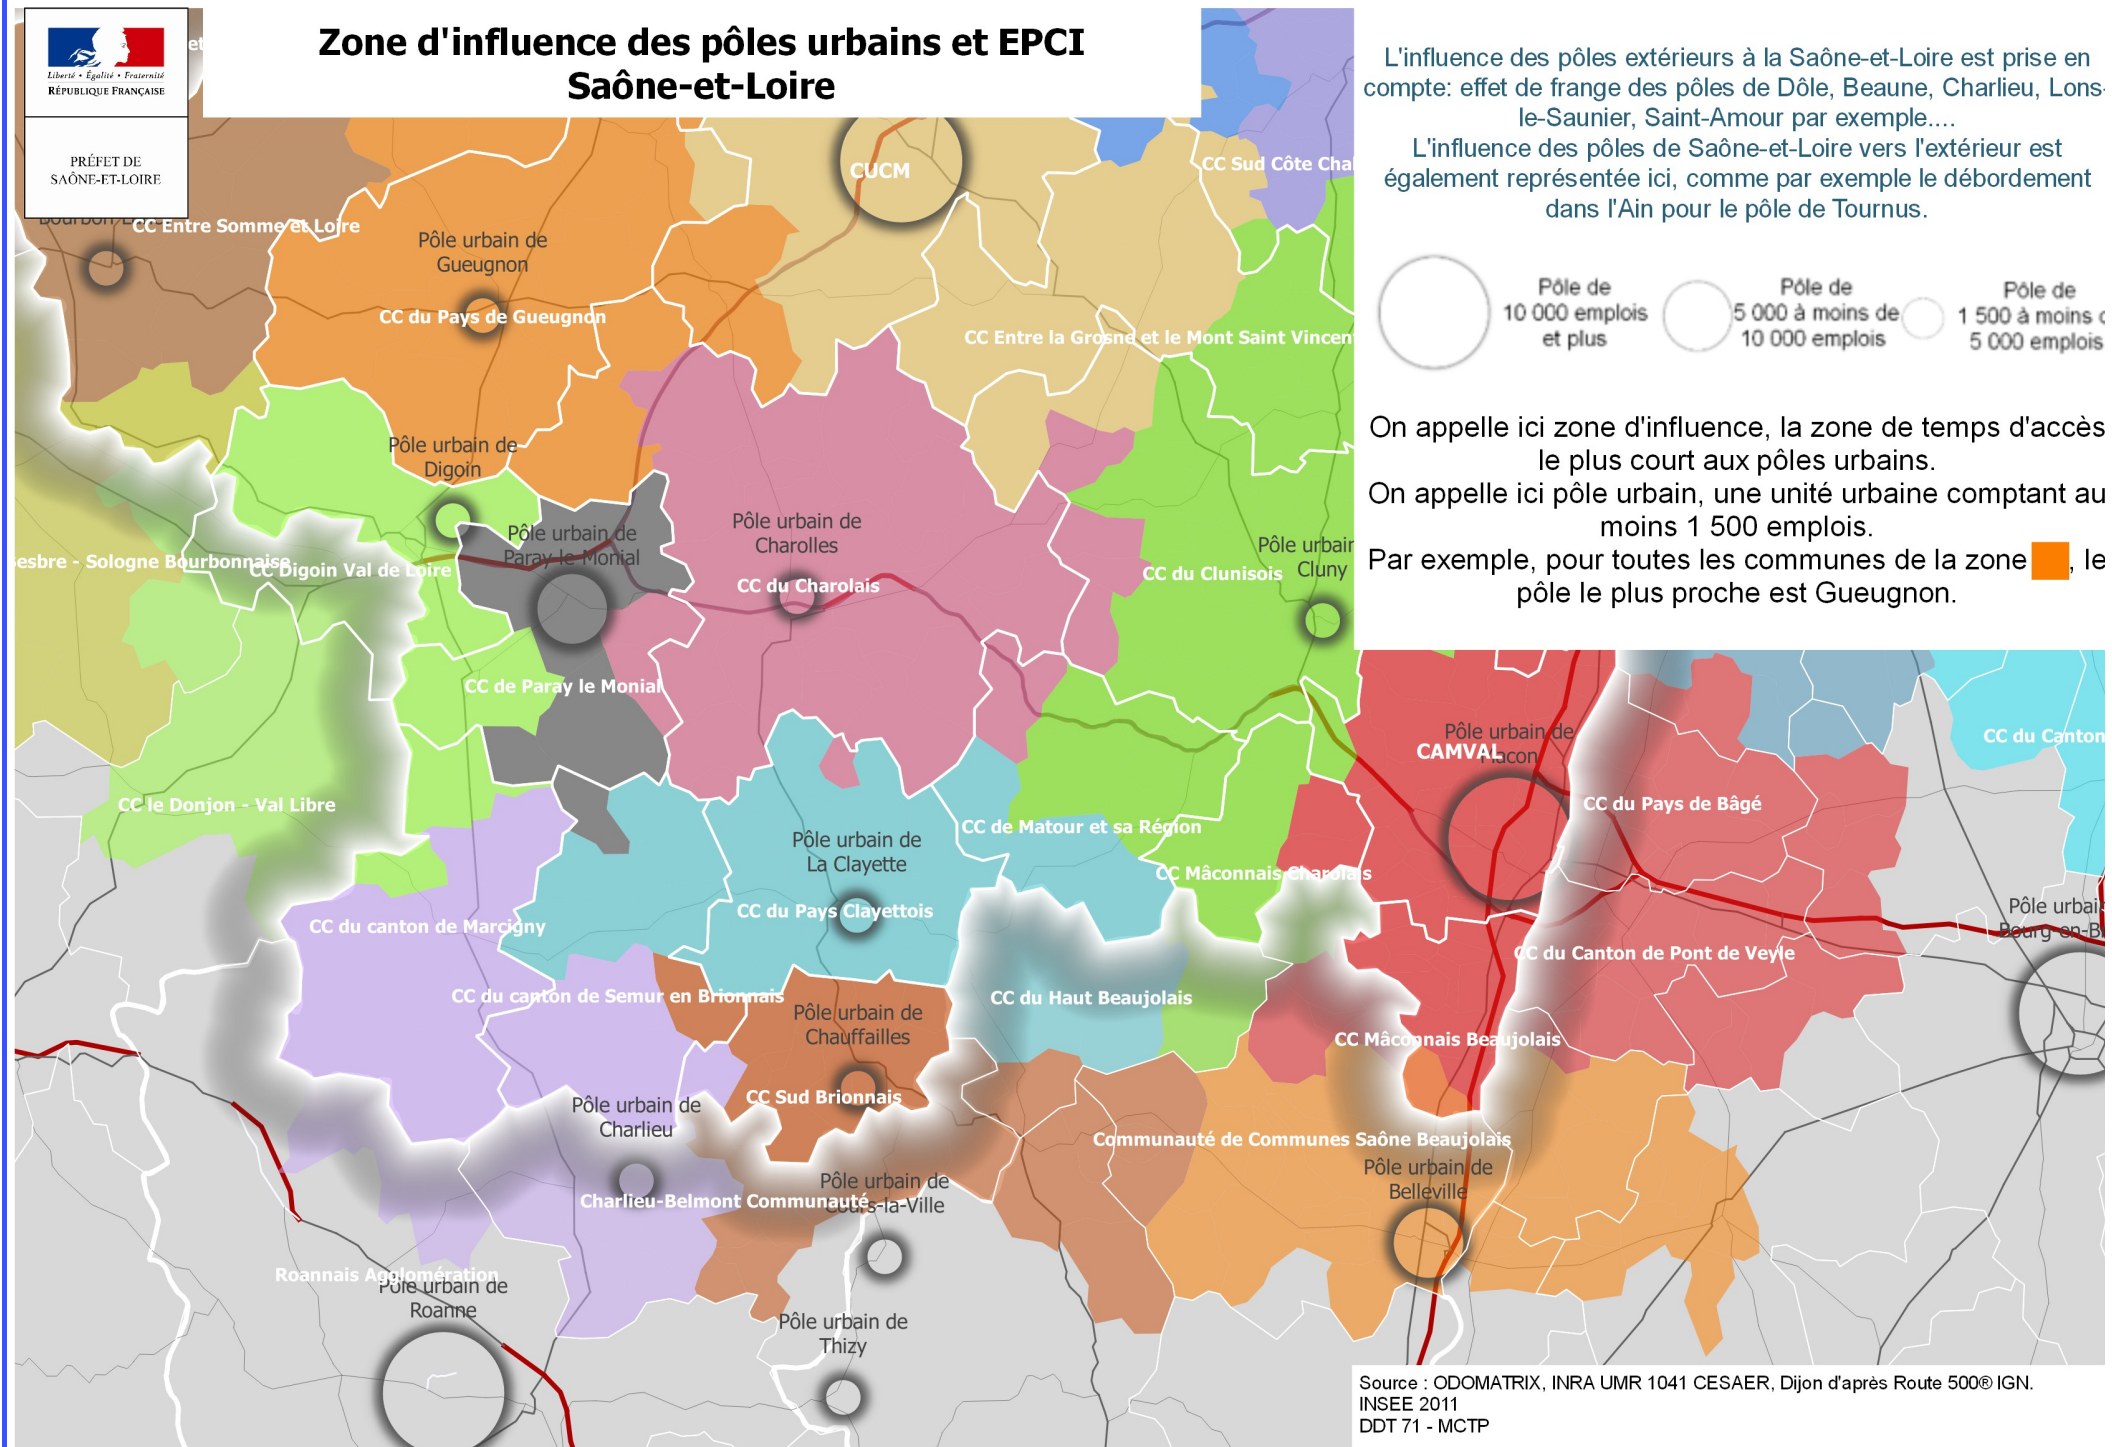 Liberté • Égalité • Fraternité
RÉPUBLIQUE FRANÇAISE
PRÉFET DE
SAÔNE-ET-LOIRE
Zone d'influence des pôles urbains et EPCI
Saône-et-Loire
L'influence des pôles extérieurs à la Saône-et-Loire est prise en
compte: effet de frange des pôles de Dôle, Beaune, Charlieu, Lons-
le-Saunier, Saint-Amour par exemple....
L'influence des pôles de Saône-et-Loire vers l'extérieur est
également représentée ici, comme par exemple le débordement
dans l'Ain pour le pôle de Tournus.
Pôle de
10 000 emplois
et plus
Pôle de
5 000 à moins de
10 000 emplois
Pôle de
1 500 à moins
5 000 emplois
On appelle ici zone d'influence, la zone de temps d'accès
le plus court aux pôles urbains.
On appelle ici pôle urbain, une unité urbaine comptant au
moins 1 500 emplois.
Par exemple, pour toutes les communes de la zone , le
pôle le plus proche est Gueugnon.
CUCM
CC Sud Côte
CC Entre Somme et Loire
Pôle urbain de
Gueugnon
CC du Pays de Gueugnon
CC Entre la Grosne et le Mont Saint Vincen
Pôle urbain de
Digoin
Pôle urbain de
Paray-le-Monial
Pôle urbain de
Charolles
Pôle urbain
Cluny
esbre - Sologne Bourbonnaise
CC Digoin Val de Loire
CC du Charolais
CC du Clunisois
CC de Paray le Monial
Pôle urbain de
Macon
CAMVAL
CC du Canton
CC le Donjon - Val Libre
CC du Pays de Bâgé
CC de Matour et sa Région
Pôle urbain de
La Clayette
CC Mâconnais Charolais
CC du Pays Clayettois
CC du canton de Marcigny
Pôle urbai
Bourg-en-B
CC du Canton de Pont de Veyle
CC du canton de Semur en Brionnais
CC du Haut Beaujolais
Pôle urbain de
Chauffailles
CC Mâconnais Beaujolais
CC Sud Brionnais
Pôle urbain de
Charlieu
Communauté de Communes Saône Beaujolais
Pôle urbain de
Belleville
Charlieu-Belmont Communauté
Pôle urbain de
Cours-la-Ville
Roannais Agglomération
Pôle urbain de
Roanne
Pôle urbain de
Thizy
Source : ODOMATRIX, INRA UMR 1041 CESAER, Dijon d'après Route 500® IGN.
INSEE 2011
DDT 71 - MCTP